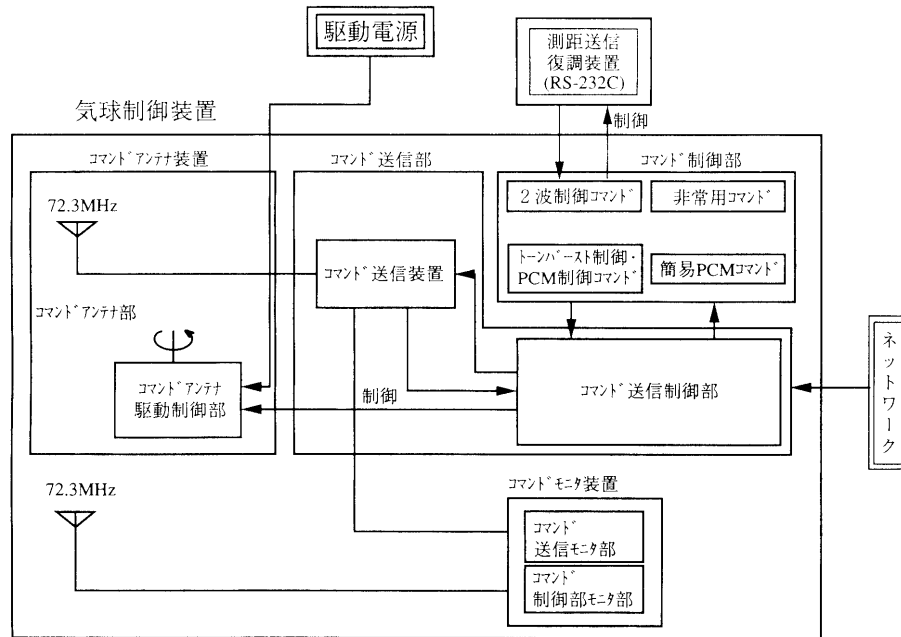 駆動電源
測距送信
復調装置
(RS-232C)
気球制御装置
制御
コマンドアンテナ装置
コマンド送信部
コマンド制御部
72.3MHz
2波制御コマンド
非常用コマンド
トーンバースト制御・
PCM制御コマンド
簡易PCMコマンド
コマンド送信装置
コマンドアンテナ部
コマンドアンテナ
駆動制御部
制御
コマンド送信制御部
ネットワーク
72.3MHz
コマンドモニタ装置
コマンド
送信モニタ部
コマンド
制御部モニタ部